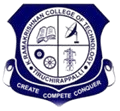 RAMAKRISHNAN COLLEGE OF TECHNOLOGY
TIRUCHIRAPPALLI
CREATE COMPETE CONQUER